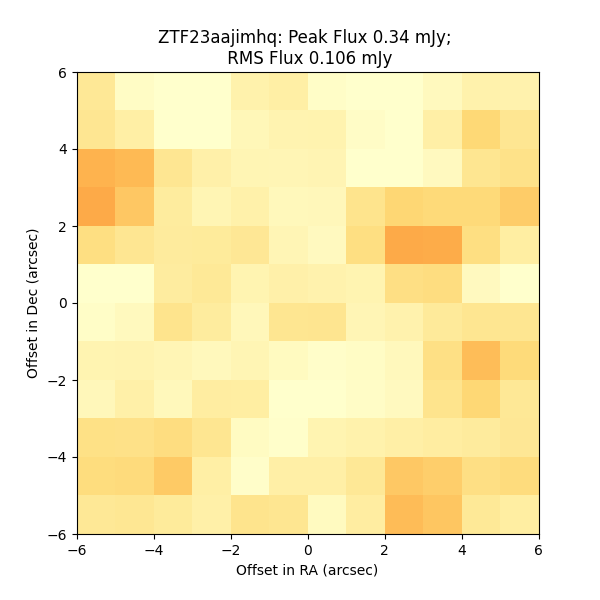 ZTF23aajimhq: Peak Flux 0.34 mJy;
RMS Flux 0.106 mJy
6
4
2
0
−2
−4
−6
Offset in Dec (arcsec)
−6 −4 −2 0 2 4 6
Offset in RA (arcsec)